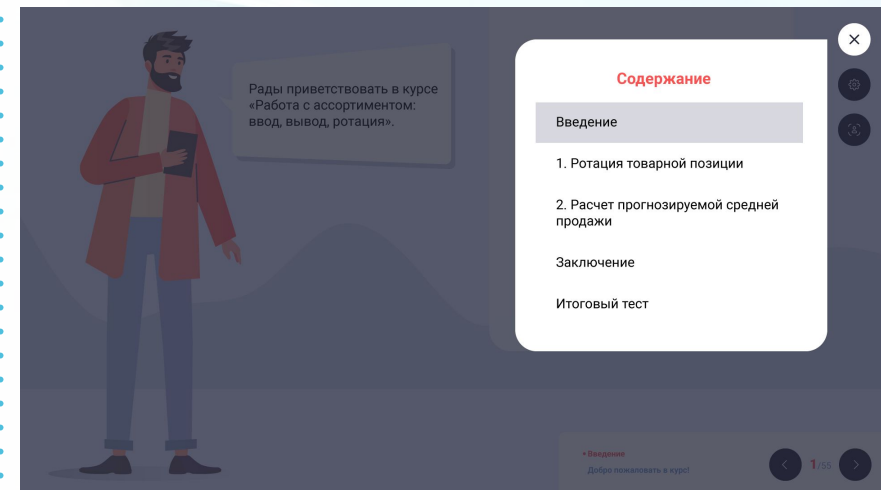 Рады приветствовать в курсе
«Работа с ассортиментом:
ввод, вывод, ротация».
Содержание
Введение
1. Ротация товарной позиции
2. Расчет прогнозируемой средней
продажи
Заключение
Итоговый тест
• Введение
Добро пожаловать в курс!
1/55